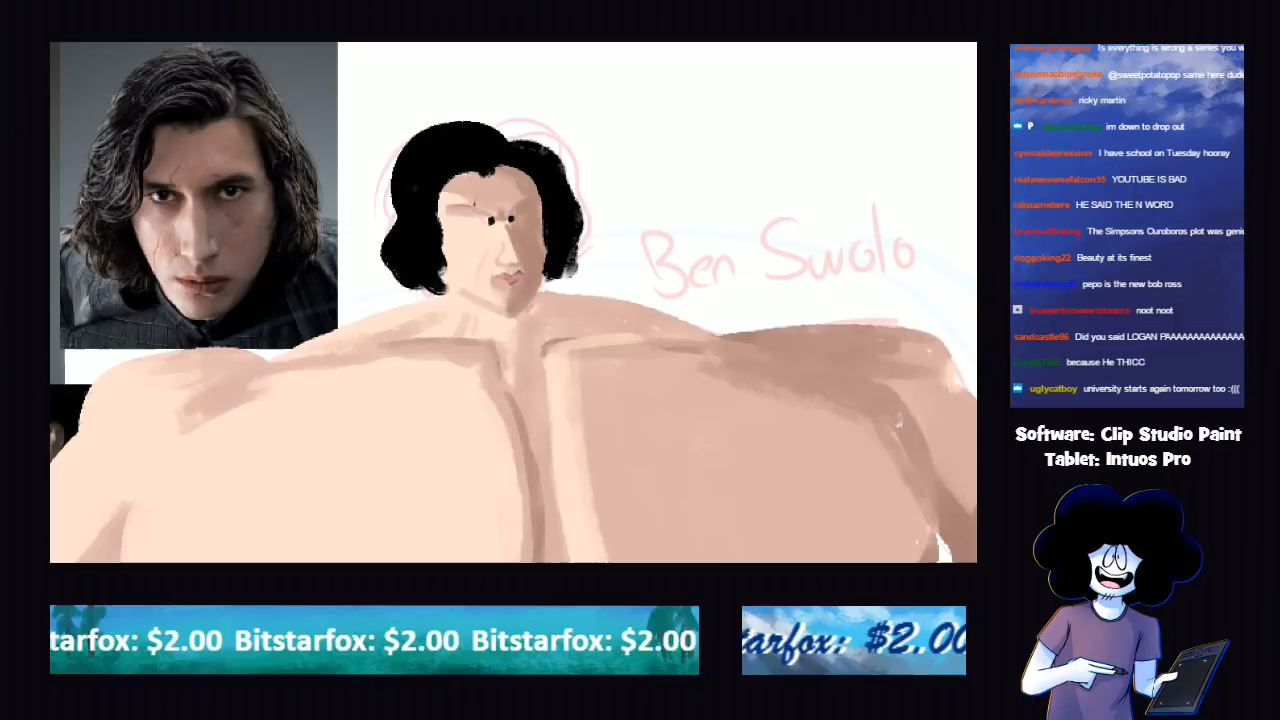 Ben Swolo
Is everything is wrong a series you w
@sweetpotatopop same here dude
ricky martin
im down to drop out
I have school on Tuesday hooray
YOUTUBE IS BAD
HE SAID THE N WORD
The Simpsons Ouroboros plot was geni
Beauty at its finest
pepo is the new bob ross
noot noot
sandcastle96 Did you said LOGAN PAAAAAAAAAAAAA
because He THICC
uglycatboy university starts again tomorrow too :(((
Software: Clip Studio Paint
Tablet: Intuos Pro
tarfox: $2.00 Bitstarfox: $2.00 Bitstarfox: $2.00
tarfox: $2.00